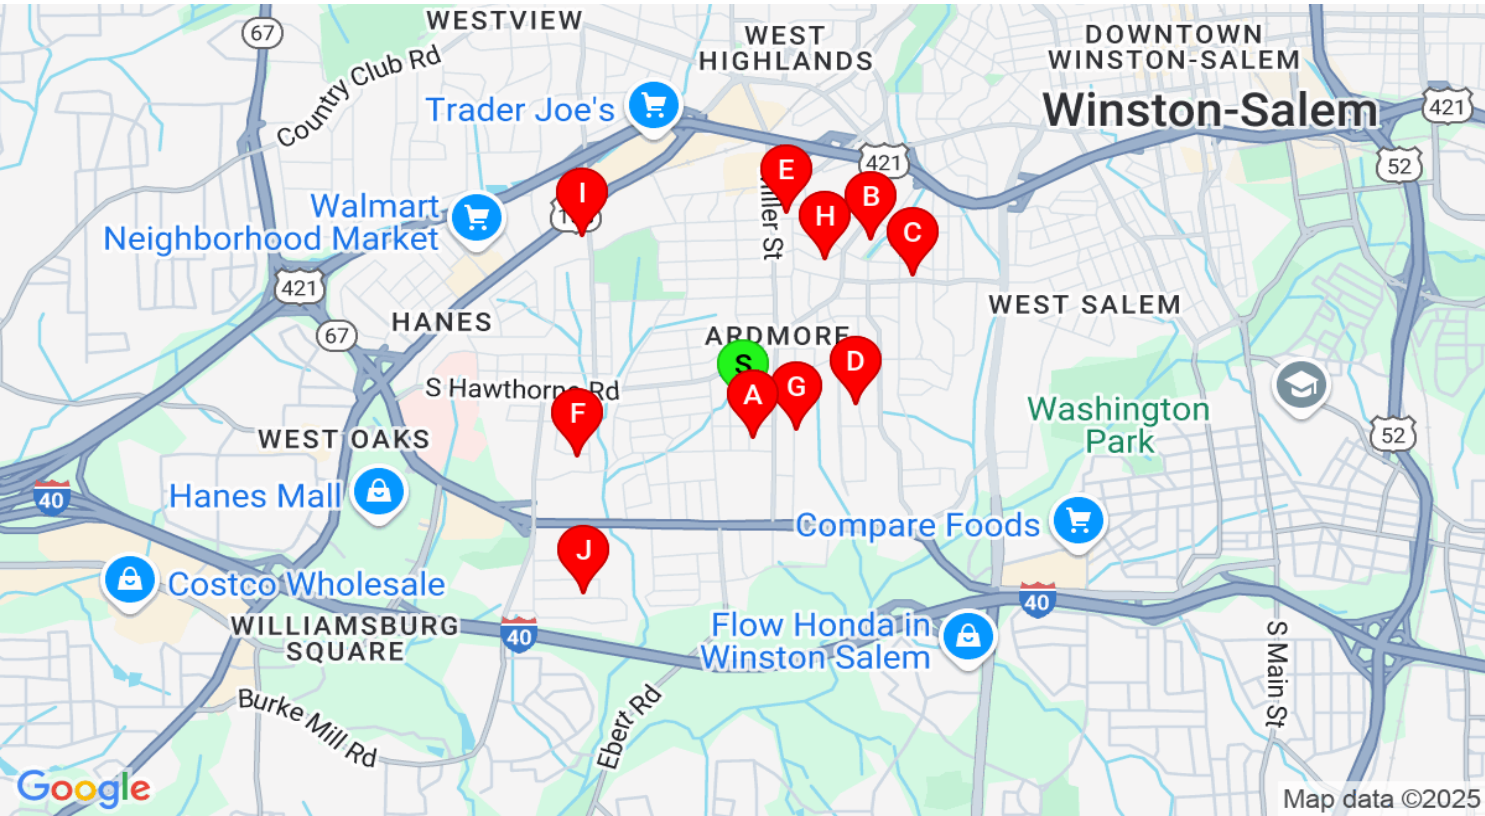 WESTVIEW
67
Country Club Rd
WEST
HIGHLANDS
DOWNTOWN
WINSTON-SALEM
Winston-Salem
421
Trader Joe's
421
52
E
I
B
H
C
Miller St
Walmart
Neighborhood Market
421
67
HANES
WEST SALEM
ARDMORE
S
D
A
G
S Hawthorne Rd
F
Washington
Park
WEST OAKS
52
40
Hanes Mall
Compare Foods
J
Costco Wholesale
40
WILLIAMSBURG
SQUARE
40
Flow Honda in
Winston Salem
S Main St
Burke Mill Rd
Ebert Rd
Google
Map data ©2025